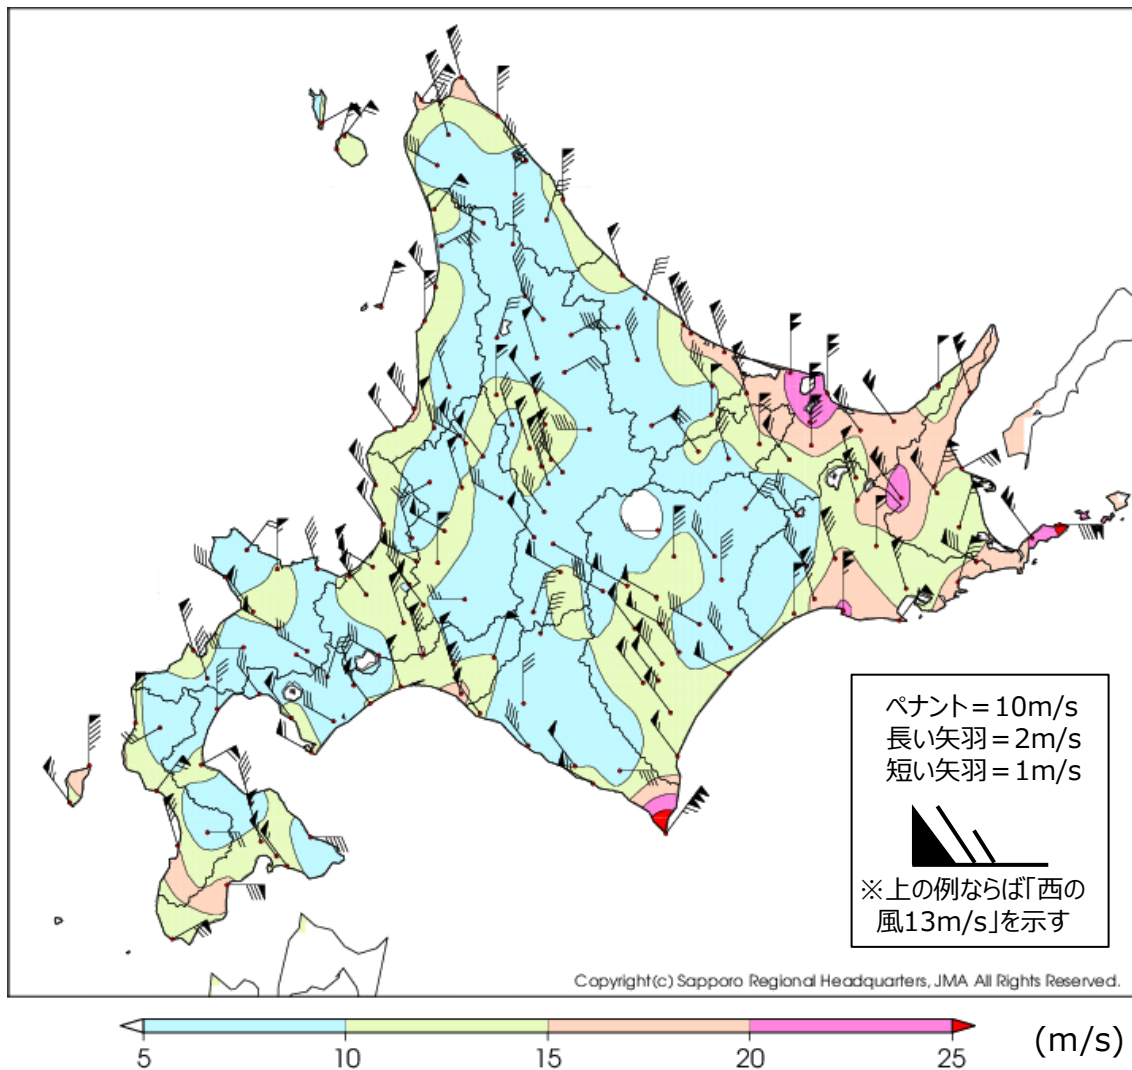 ペナント＝10m/s
長い矢羽＝2m/s
短い矢羽＝1m/s
※上の例ならば「西の
風13m/s」を示す
Copyright(c) Sapporo Regional Headquarters, JMA All Rights Reserved.
5 10 15 20 25 (m/s)